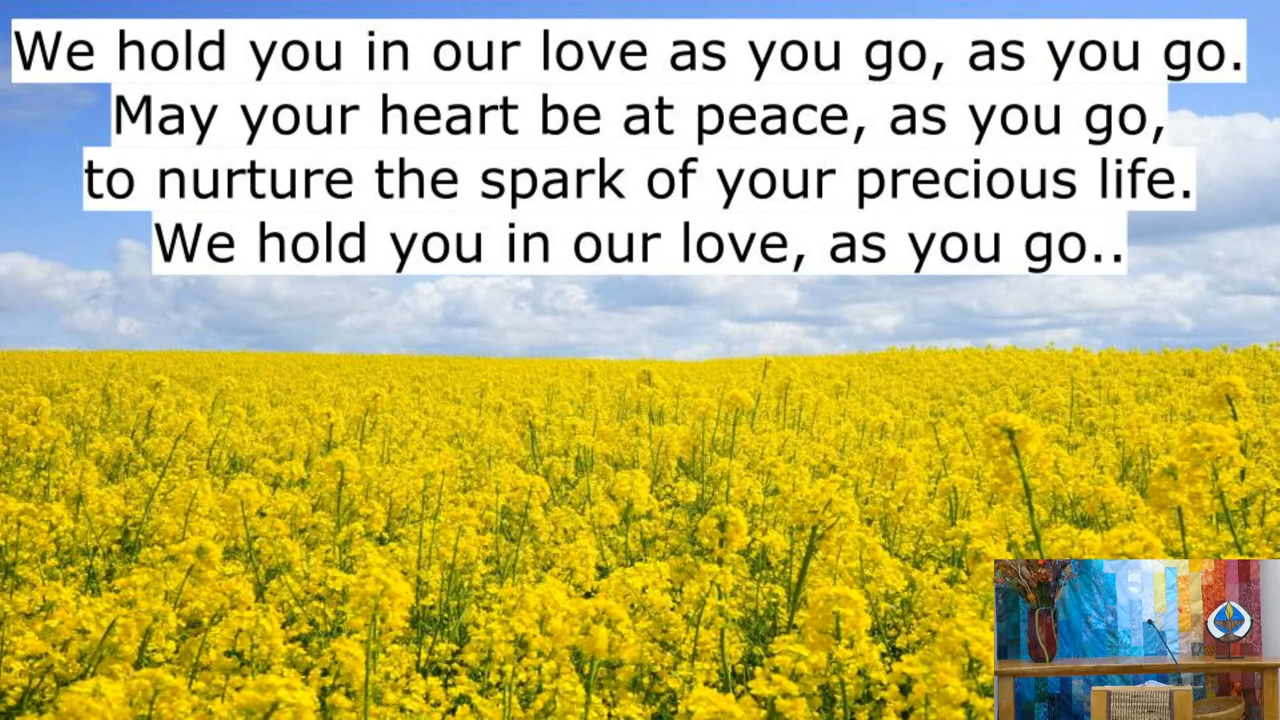 We hold you in our love as you go, as you go.
May your heart be at peace, as you go,
to nurture the spark of your precious life.
We hold you in our love, as you go..